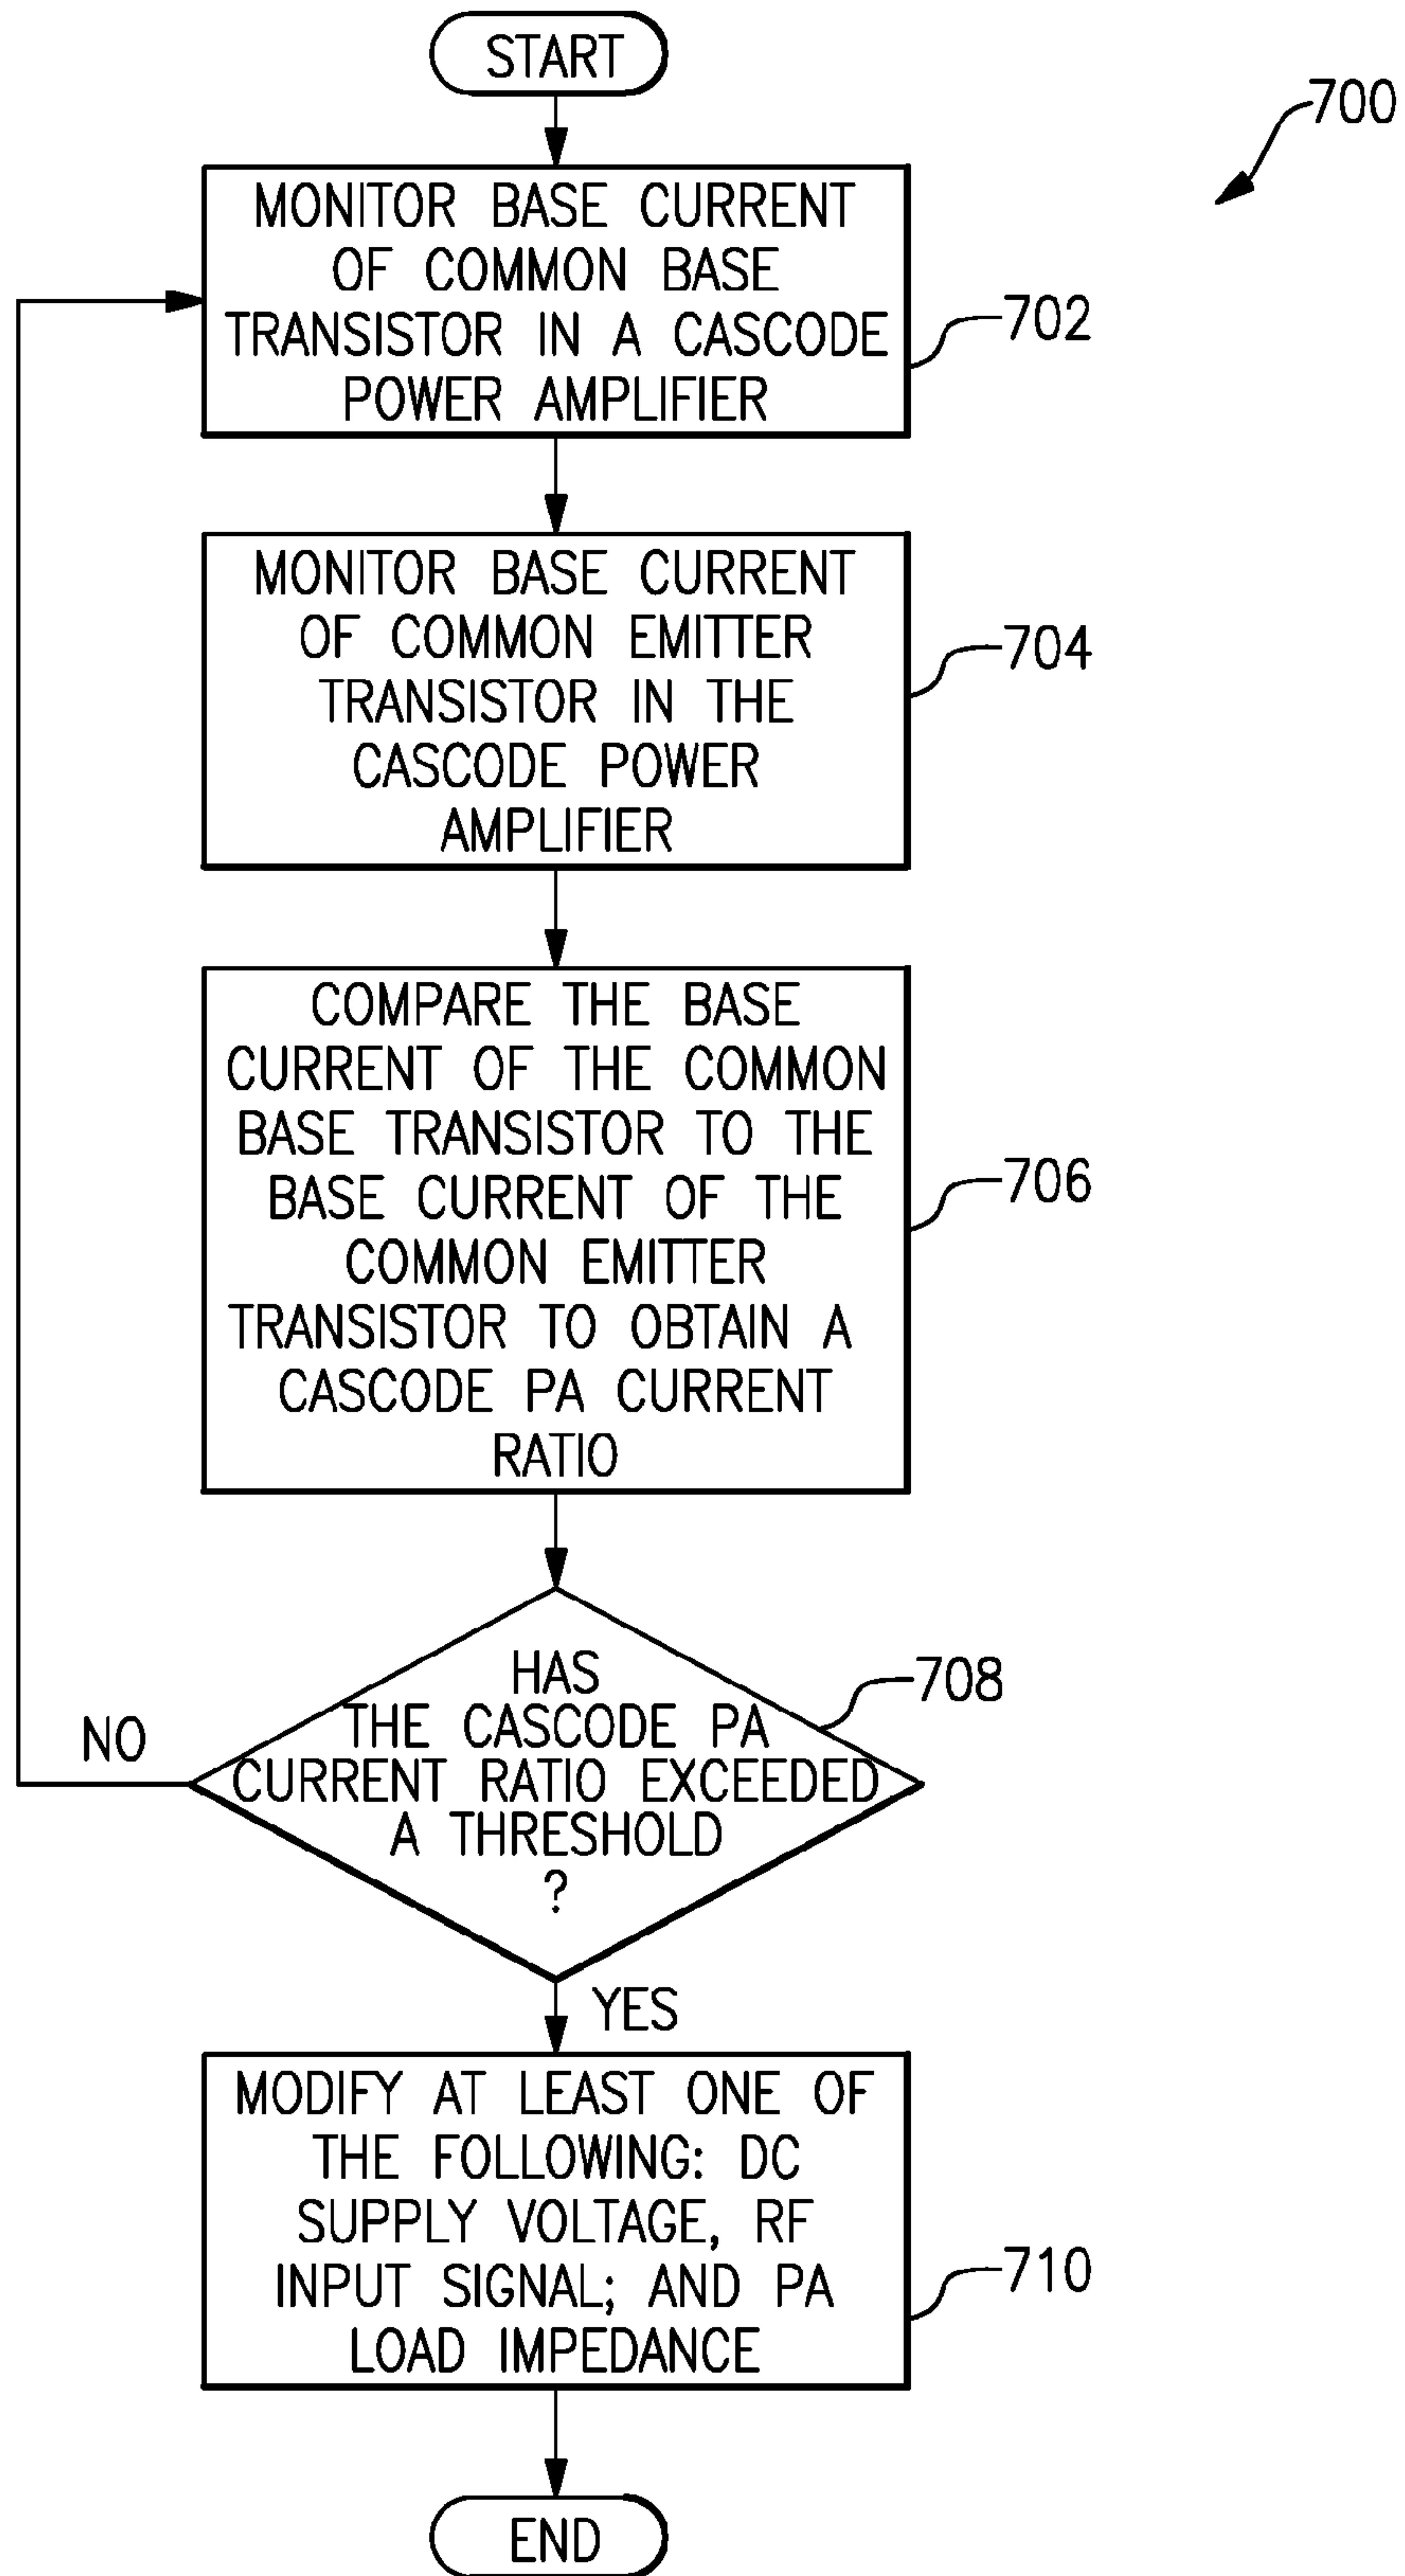 START
700
MONITOR BASE CURRENT
OF COMMON BASE
TRANSISTOR IN A CASCODE
POWER AMPLIFIER
702
MONITOR BASE CURRENT
OF COMMON EMITTER
TRANSISTOR IN THE
CASCODE POWER
AMPLIFIER
704
COMPARE THE BASE
CURRENT OF THE COMMON
BASE TRANSISTOR TO THE
BASE CURRENT OF THE
COMMON EMITTER
TRANSISTOR TO OBTAIN A
CASCODE PA CURRENT
RATIO
706
HAS
THE CASCODE PA
CURRENT RATIO EXCEEDED
A THRESHOLD
?
708
NO
YES
MODIFY AT LEAST ONE OF
THE FOLLOWING: DC
SUPPLY VOLTAGE, RF
INPUT SIGNAL; AND PA
LOAD IMPEDANCE
710
END